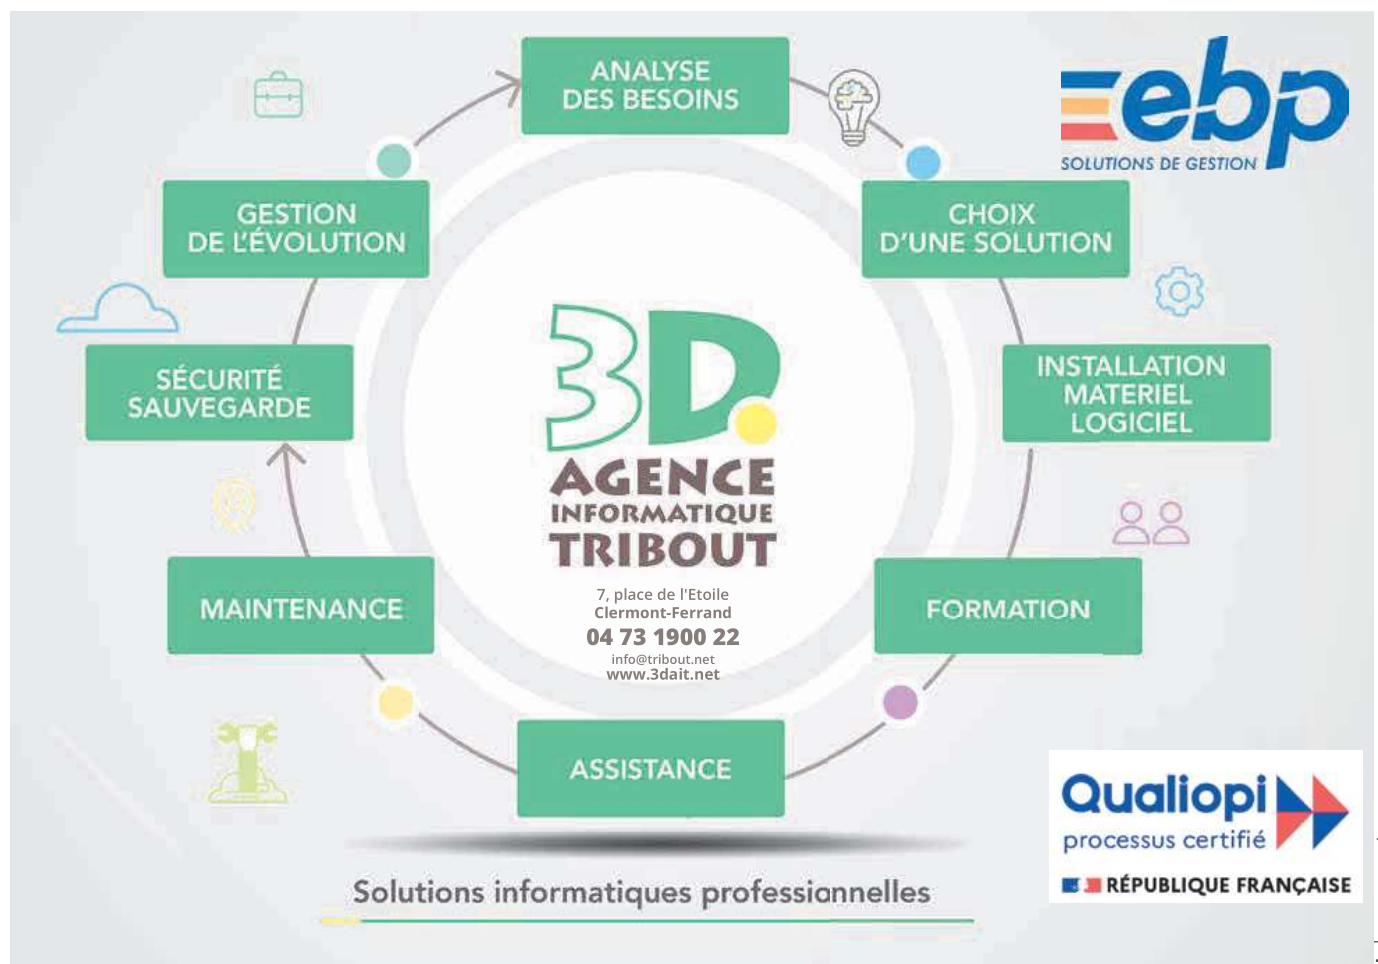 ANALYSE
DES BESOINS
ebp
SOLUTIONS DE GESTION
GESTION
DE L'ÉVOLUTION
CHOIX
D'UNE SOLUTION
SÉCURITÉ
SAUVEGARDE
INSTALLATION
MATERIEL
LOGICIEL
3D
AGENCE
INFORMATIQUE
TRIBOUT
7, place de l'Etoile
Clermont-Ferrand
04 73 1900 22
info@tribout.net
www.3dait.net
MAINTENANCE
FORMATION
ASSISTANCE
Qualiopi
processus certifié
RÉPUBLIQUE FRANÇAISE
Solutions informatiques professionnelles